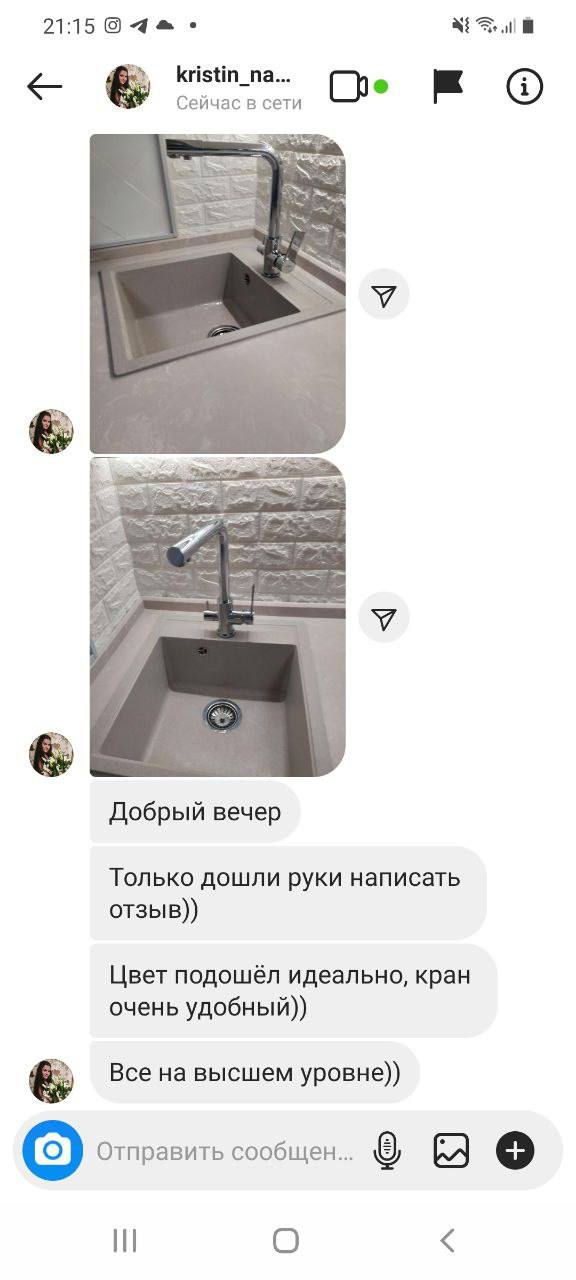 21:15
kristin_na...
Сейчас в сети
Добрый вечер
Только дошли руки написать
отзыв))
Цвет подошёл идеально, кран
очень удобный))
Все на высшем уровне))
Отправить сообщен...